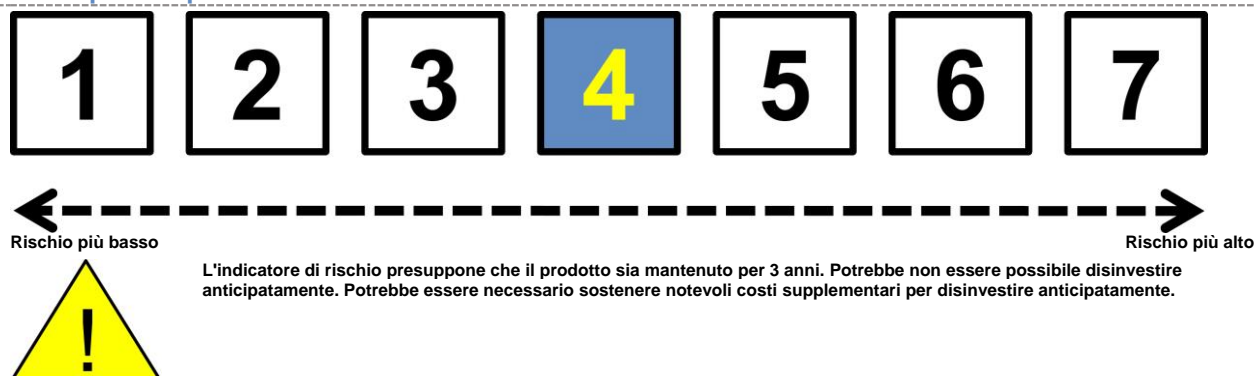 1 2 3 4 5 6 7
Rischio più basso Rischio più alto
L'indicatore di rischio presuppone che il prodotto sia mantenuto per 3 anni. Potrebbe non essere possibile disinvestire
anticipatamente. Potrebbe essere necessario sostenere notevoli costi supplementari per disinvestire anticipatamente.
!